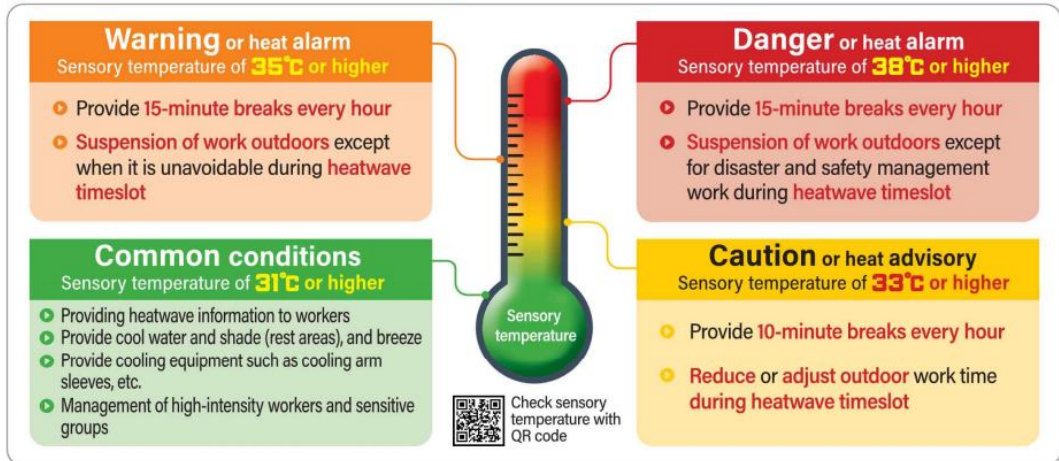 Warning or heat alarm
Sensory temperature of 35℃ or higher
Provide 15-minute breaks every hour
Suspension of work outdoors except
when it is unavoidable during heatwave
timeslot
Danger or heat alarm
Sensory temperature of 38℃ or higher
Provide 15-minute breaks every hour
Suspension of work outdoors except
for disaster and safety management
work during heatwave timeslot
Common conditions
Sensory temperature of 31℃ or higher
Providing heatwave information to workers
Provide cool water and shade (rest areas), and breeze
Provide cooling equipment such as cooling arm
sleeves, etc.
Management of high-intensity workers and sensitive
groups
Sensory
temperature
Check sensory
temperature with
QR code
Caution or heat advisory
Sensory temperature of 33℃ or higher
Provide 10-minute breaks every hour
Reduce or adjust outdoor work time
during heatwave timeslot